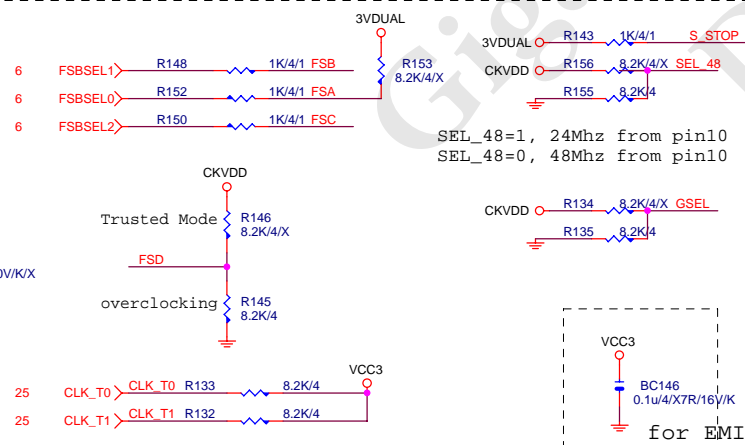 3VDUAL
6 FSBSEL1 R148 1K/4/1 FSB
R153
8.2K/4/X
6 FSBSEL0 R152 1K/4/1 FSA
6 FSBSEL2 R150 1K/4/1 FSC
3VDUAL R143 1K/4/1 S_STOP
CKVDD R156 8.2K/4/X SEL_48
R155 8.2K/4
SEL_48=1, 24Mhz from pin10
SEL_48=0, 48Mhz from pin10
CKVDD
Trusted Mode R146
8.2K/4/X
FSD
0V/K/X
overclocking R145
8.2K/4
CKVDD R134 8.2K/4/X GSEL
R135 8.2K/4
VCC3
25 CLK_T0 CLK_T0 R133 8.2K/4
25 CLK_T1 CLK_T1 R132 8.2K/4
VCC3
BC146
0.1u/4/X7R/16V/K
for EMI